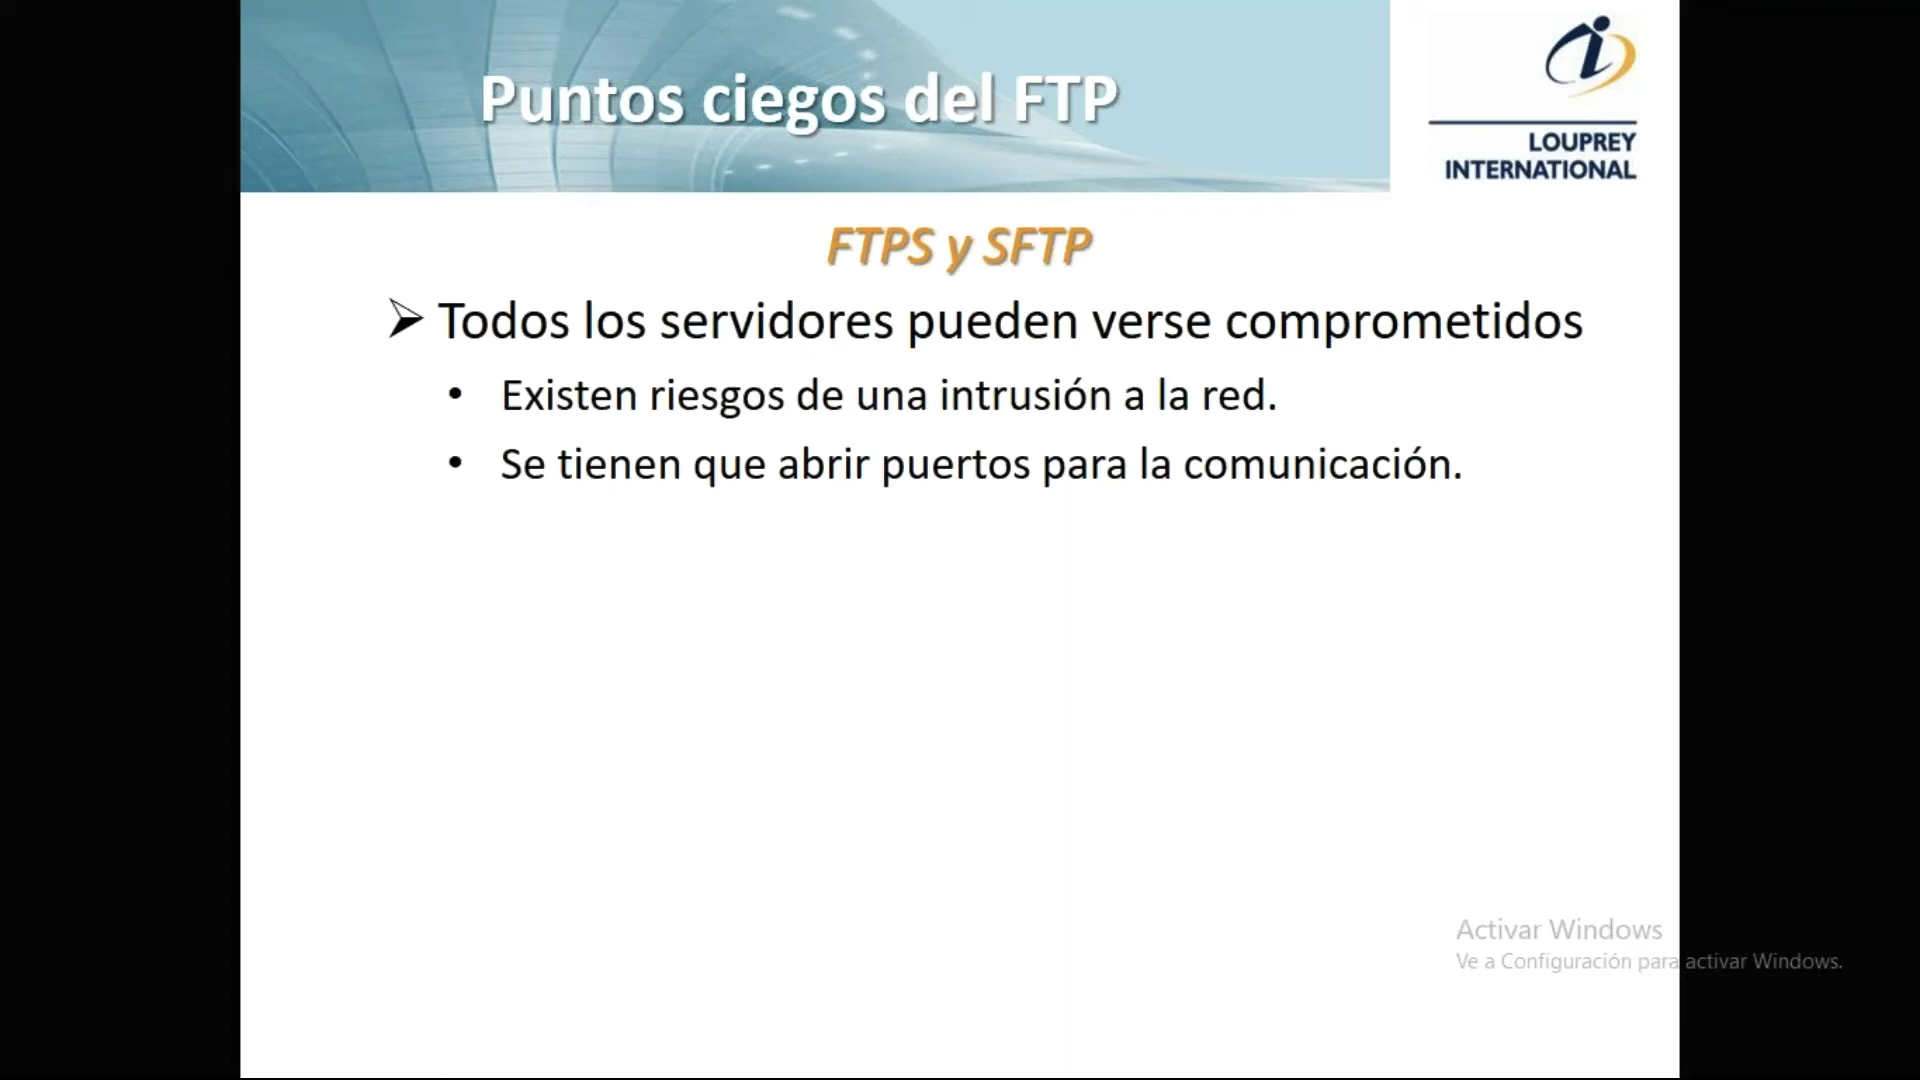 Puntos ciegos del FTP
LOUPREY
INTERNATIONAL
FTPS y SFTP
Todos los servidores pueden verse comprometidos
Existen riesgos de una intrusión a la red.
Se tienen que abrir puertos para la comunicación.
Activar Windows
Ve a Configuración para activar Windows.